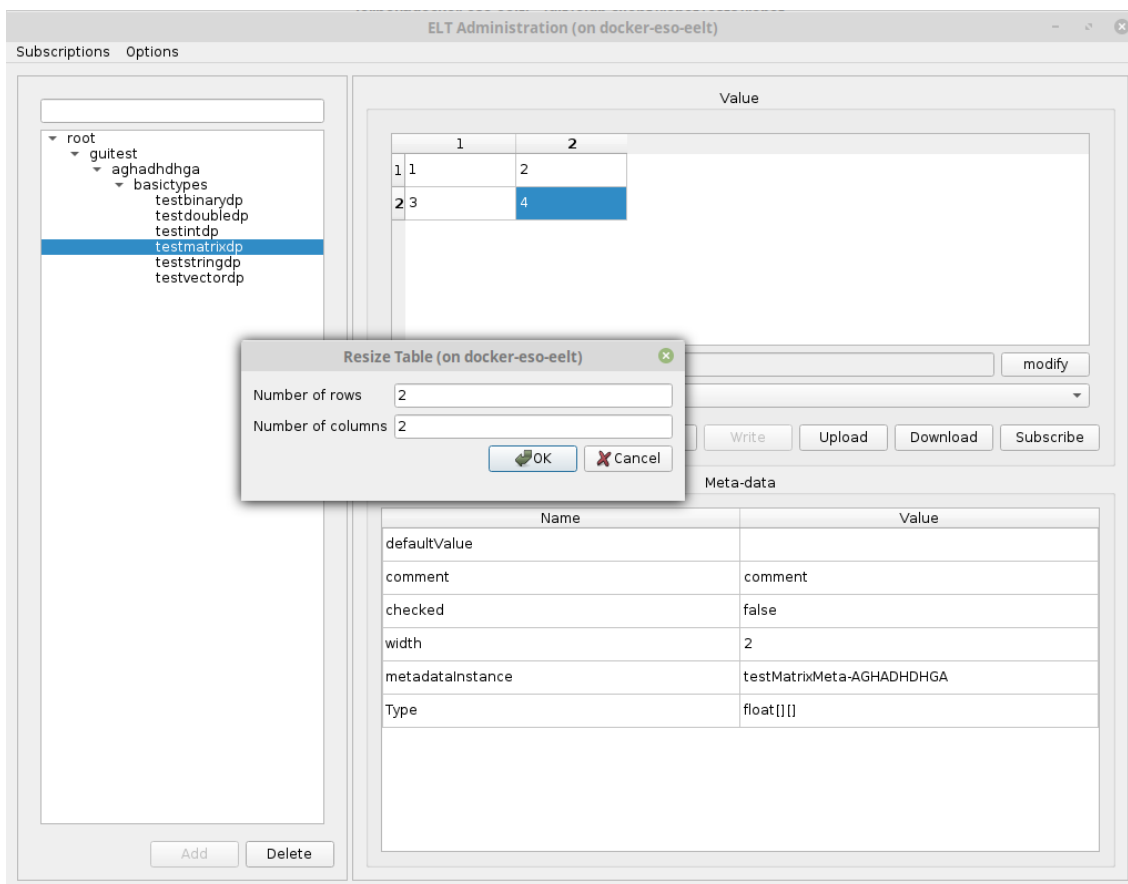 ELT Administration (on docker-eso-eelt)
Subscriptions Options
root
guitest
aghadhdhga
basictypes
testbinarydp
testdoubledp
testintdp
testmatrixdp
teststringdp
testvectordp
Add Delete
Value
1 2
1 1 2
2 3 4
modify
Write Upload Download Subscribe
Resize Table (on docker-eso-eelt)
Number of rows 2
Number of columns 2
OK Cancel
Meta-data
Name Value
defaultValue
comment comment
checked false
width 2
metadataInstance testMatrixMeta-AGHADHDHGA
Type float[][]